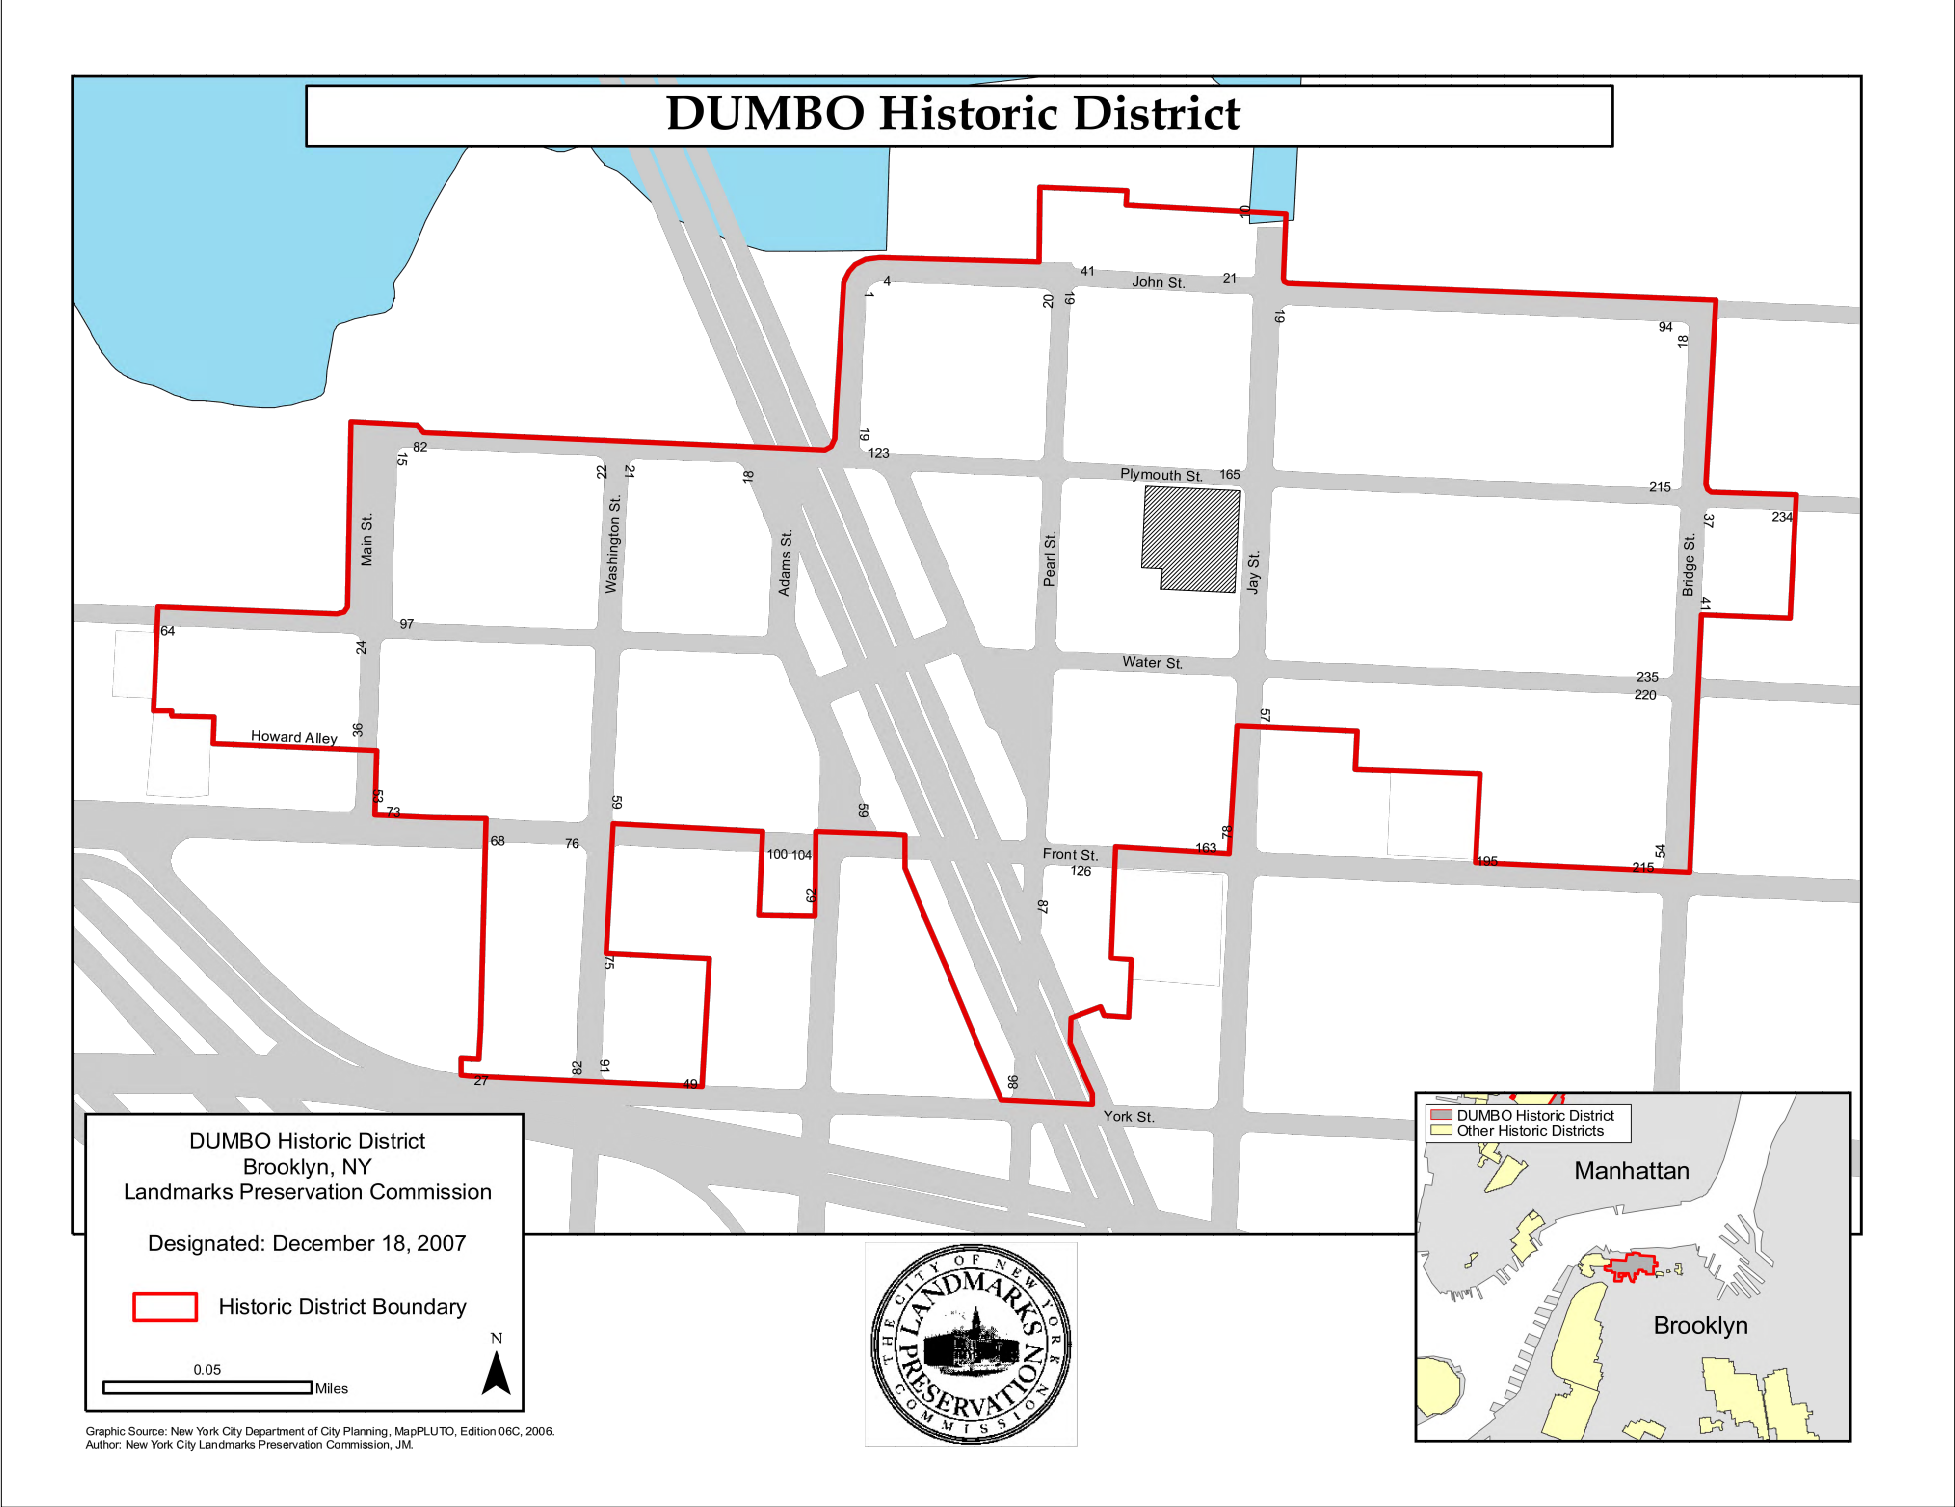 DUMBO Historic District
10
41
John St.
21
4
1
20
19
19
94
18
19
123
82
15
22
21
18
Plymouth St.
165
215
37
234
Main St.
Washington St.
Adams St.
Pearl St.
Jay St.
Bridge St.
41
64
97
24
Water St.
235
220
36
Howard Alley
57
53
73
59
59
68
76
100
104
Front St.
126
163
78
195
215
54
62
87
75
82
91
27
49
86
York St.
DUMBO Historic District
Brooklyn, NY
Landmarks Preservation Commission
Designated: December 18, 2007
Historic District Boundary
N
0.05
Miles
Graphic Source: New York City Department of City Planning, MapPLUTO, Edition 06C, 2006.
Author: New York City Landmarks Preservation Commission, JM.
THE CITY OF NEW YORK
LANDMARKS
PRESERVATION
COMMISSION
DUMBO Historic District
Other Historic Districts
Manhattan
Brooklyn